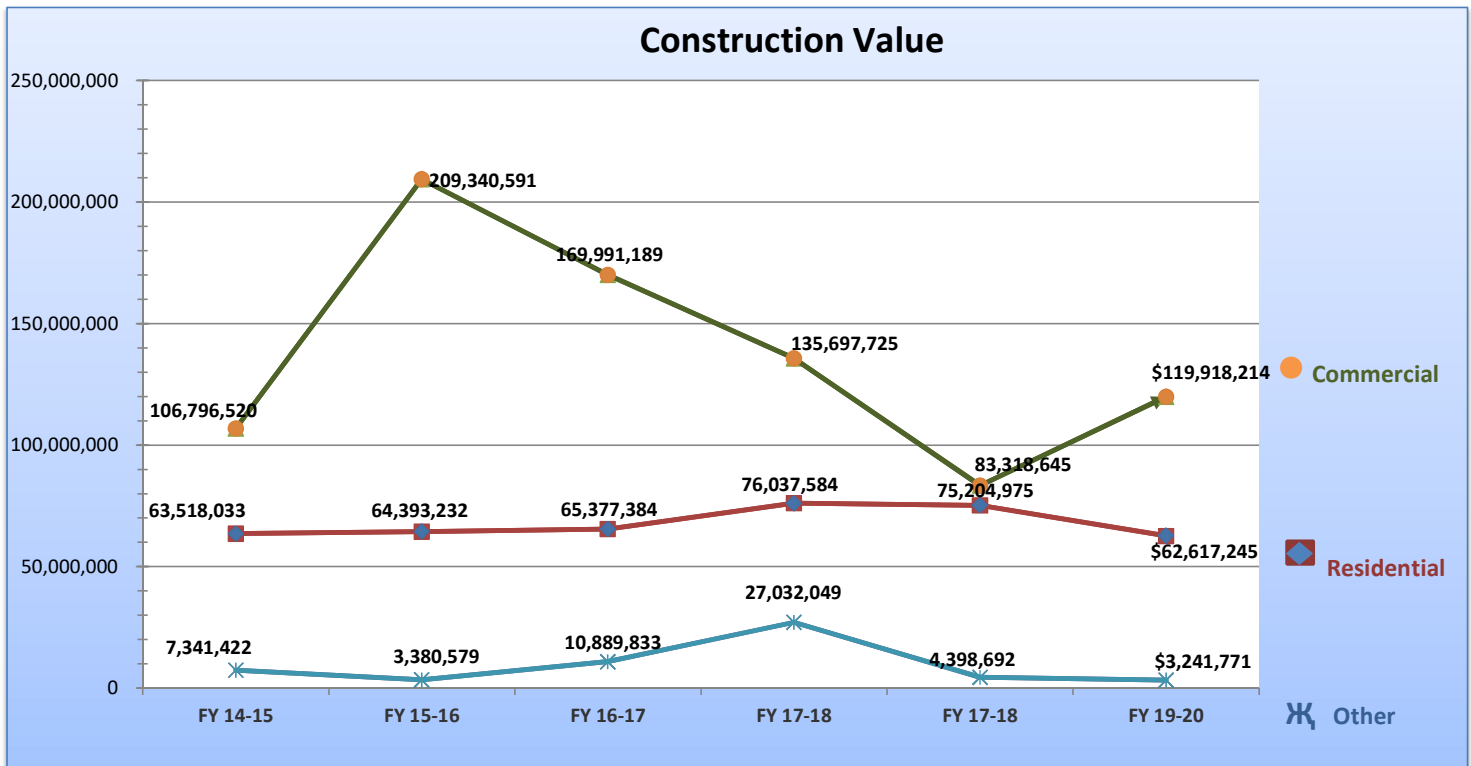 Construction Value
250,000,000
200,000,000
150,000,000
100,000,000
50,000,000
0
209,340,591
169,991,189
135,697,725
$119,918,214
106,796,520
83,318,645
63,518,033
64,393,232
65,377,384
76,037,584
75,204,975
$62,617,245
7,341,422
3,380,579
10,889,833
27,032,049
4,398,692
$3,241,771
FY 14-15
FY 15-16
FY 16-17
FY 17-18
FY 17-18
FY 19-20
Commercial
Residential
Other